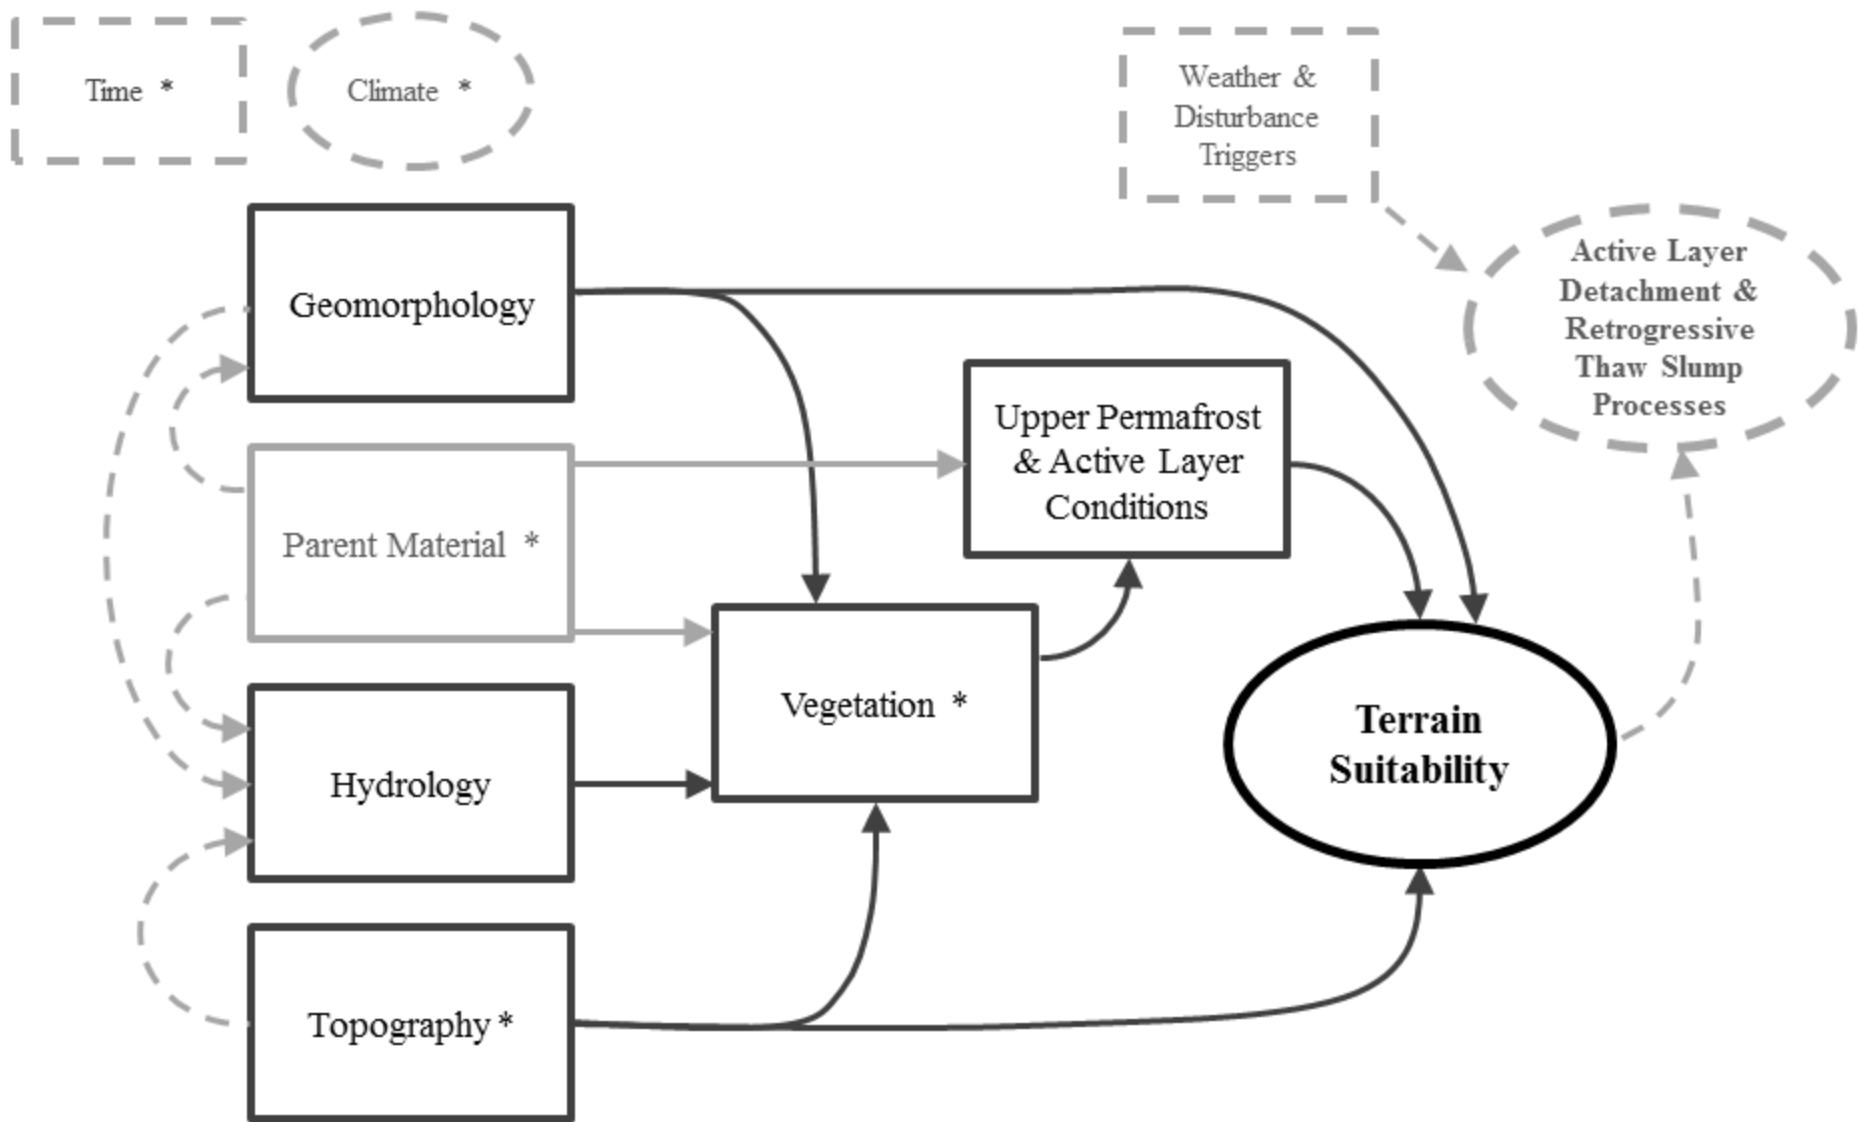 Time *
Climate *
Weather &
Disturbance
Triggers
Active Layer
Detachment &
Retrogressive
Thaw Slump
Processes
Geomorphology
Upper Permafrost
& Active Layer
Conditions
Parent Material *
Vegetation *
Terrain
Suitability
Hydrology
Topography *